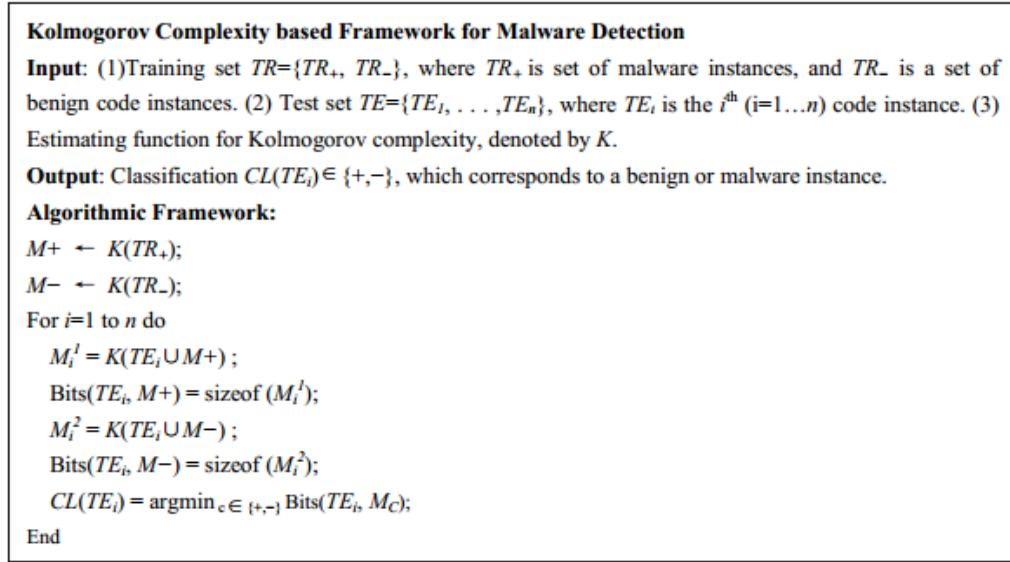 Kolmogorov Complexity based Framework for Malware Detection
Input: (1)Training set TR={TR₊, TR₋}, where TR₊ is set of malware instances, and TR₋ is a set of
benign code instances. (2) Test set TE={TE₁, . . . ,TEₙ}, where TEᵢ is the iᵗʰ (i=1…n) code instance. (3)
Estimating function for Kolmogorov complexity, denoted by K.
Output: Classification CL(TEᵢ)∈ {+,−}, which corresponds to a benign or malware instance.
Algorithmic Framework:
M+ ← K(TR₊);
M− ← K(TR₋);
For i=1 to n do
Mᵢ¹ = K(TEᵢ∪M+) ;
Bits(TEᵢ, M+) = sizeof (Mᵢ¹);
Mᵢ² = K(TEᵢ∪M−) ;
Bits(TEᵢ, M−) = sizeof (Mᵢ²);
CL(TEᵢ) = argmin c∈ {+,−} Bits(TEᵢ, M_C);
End